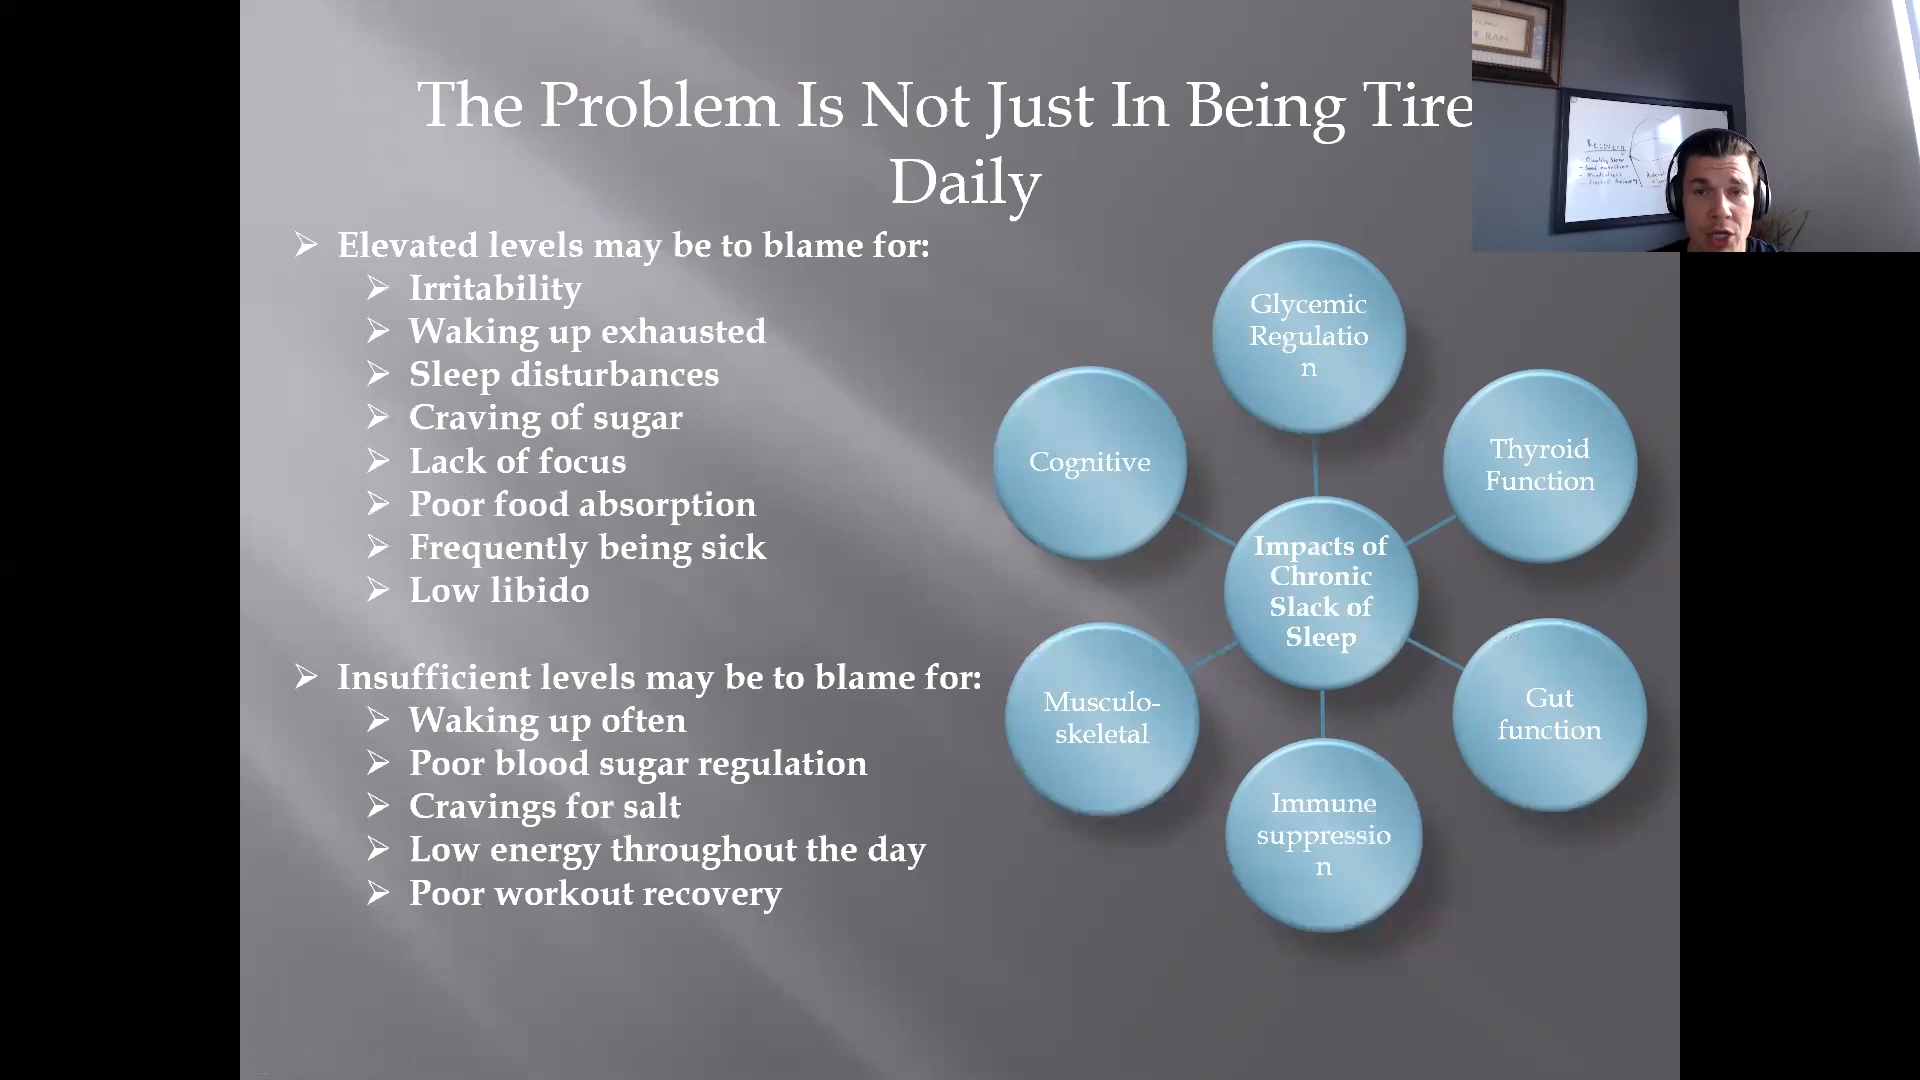 The Problem Is Not Just In Being Tire
Daily
➢ Elevated levels may be to blame for:
➢ Irritability
➢ Waking up exhausted
➢ Sleep disturbances
➢ Craving of sugar
➢ Lack of focus
➢ Poor food absorption
➢ Frequently being sick
➢ Low libido
➢ Insufficient levels may be to blame for:
➢ Waking up often
➢ Poor blood sugar regulation
➢ Cravings for salt
➢ Low energy throughout the day
➢ Poor workout recovery
Glycemic
Regulatio
n
Cognitive
Thyroid
Function
Impacts of
Chronic
Slack of
Sleep
Musculo-
skeletal
Gut
function
Immune
suppressio
n
RAIN
Recovery